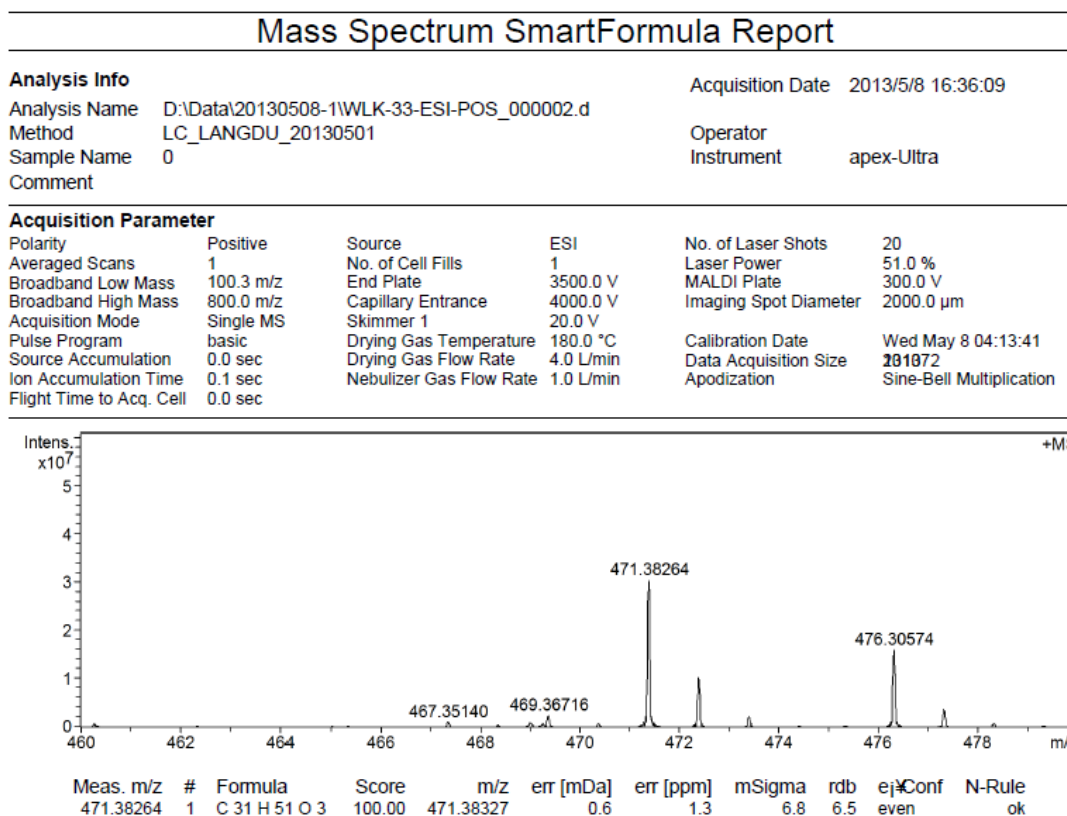 Mass Spectrum SmartFormula Report
Analysis Info
Acquisition Date 2013/5/8 16:36:09
Analysis Name D:\Data\20130508-1\WLK-33-ESI-POS_000002.d
Method LC_LANGDU_20130501 Operator
Sample Name 0 Instrument apex-Ultra
Comment
Acquisition Parameter
Polarity Positive Source ESI No. of Laser Shots 20
Averaged Scans 1 No. of Cell Fills 1 Laser Power 51.0 %
Broadband Low Mass 100.3 m/z End Plate 3500.0 V MALDI Plate 300.0 V
Broadband High Mass 800.0 m/z Capillary Entrance 4000.0 V Imaging Spot Diameter 2000.0 µm
Acquisition Mode Single MS Skimmer 1 20.0 V
Pulse Program basic Drying Gas Temperature 180.0 °C Calibration Date Wed May 8 04:13:41
Source Accumulation 0.0 sec Drying Gas Flow Rate 4.0 L/min Data Acquisition Size
Ion Accumulation Time 0.1 sec Nebulizer Gas Flow Rate 1.0 L/min Apodization Sine-Bell Multiplication
Flight Time to Acq. Cell 0.0 sec
Intens.
x107
5
4
3
2
1
0
471.38264
476.30574
469.36716
467.35140
460 462 464 466 468 470 472 474 476 478
Meas. m/z # Formula Score m/z err [mDa] err [ppm] mSigma rdb e¡¥Conf N-Rule
471.38264 1 C 31 H 51 O 3 100.00 471.38327 0.6 1.3 6.8 6.5 even ok